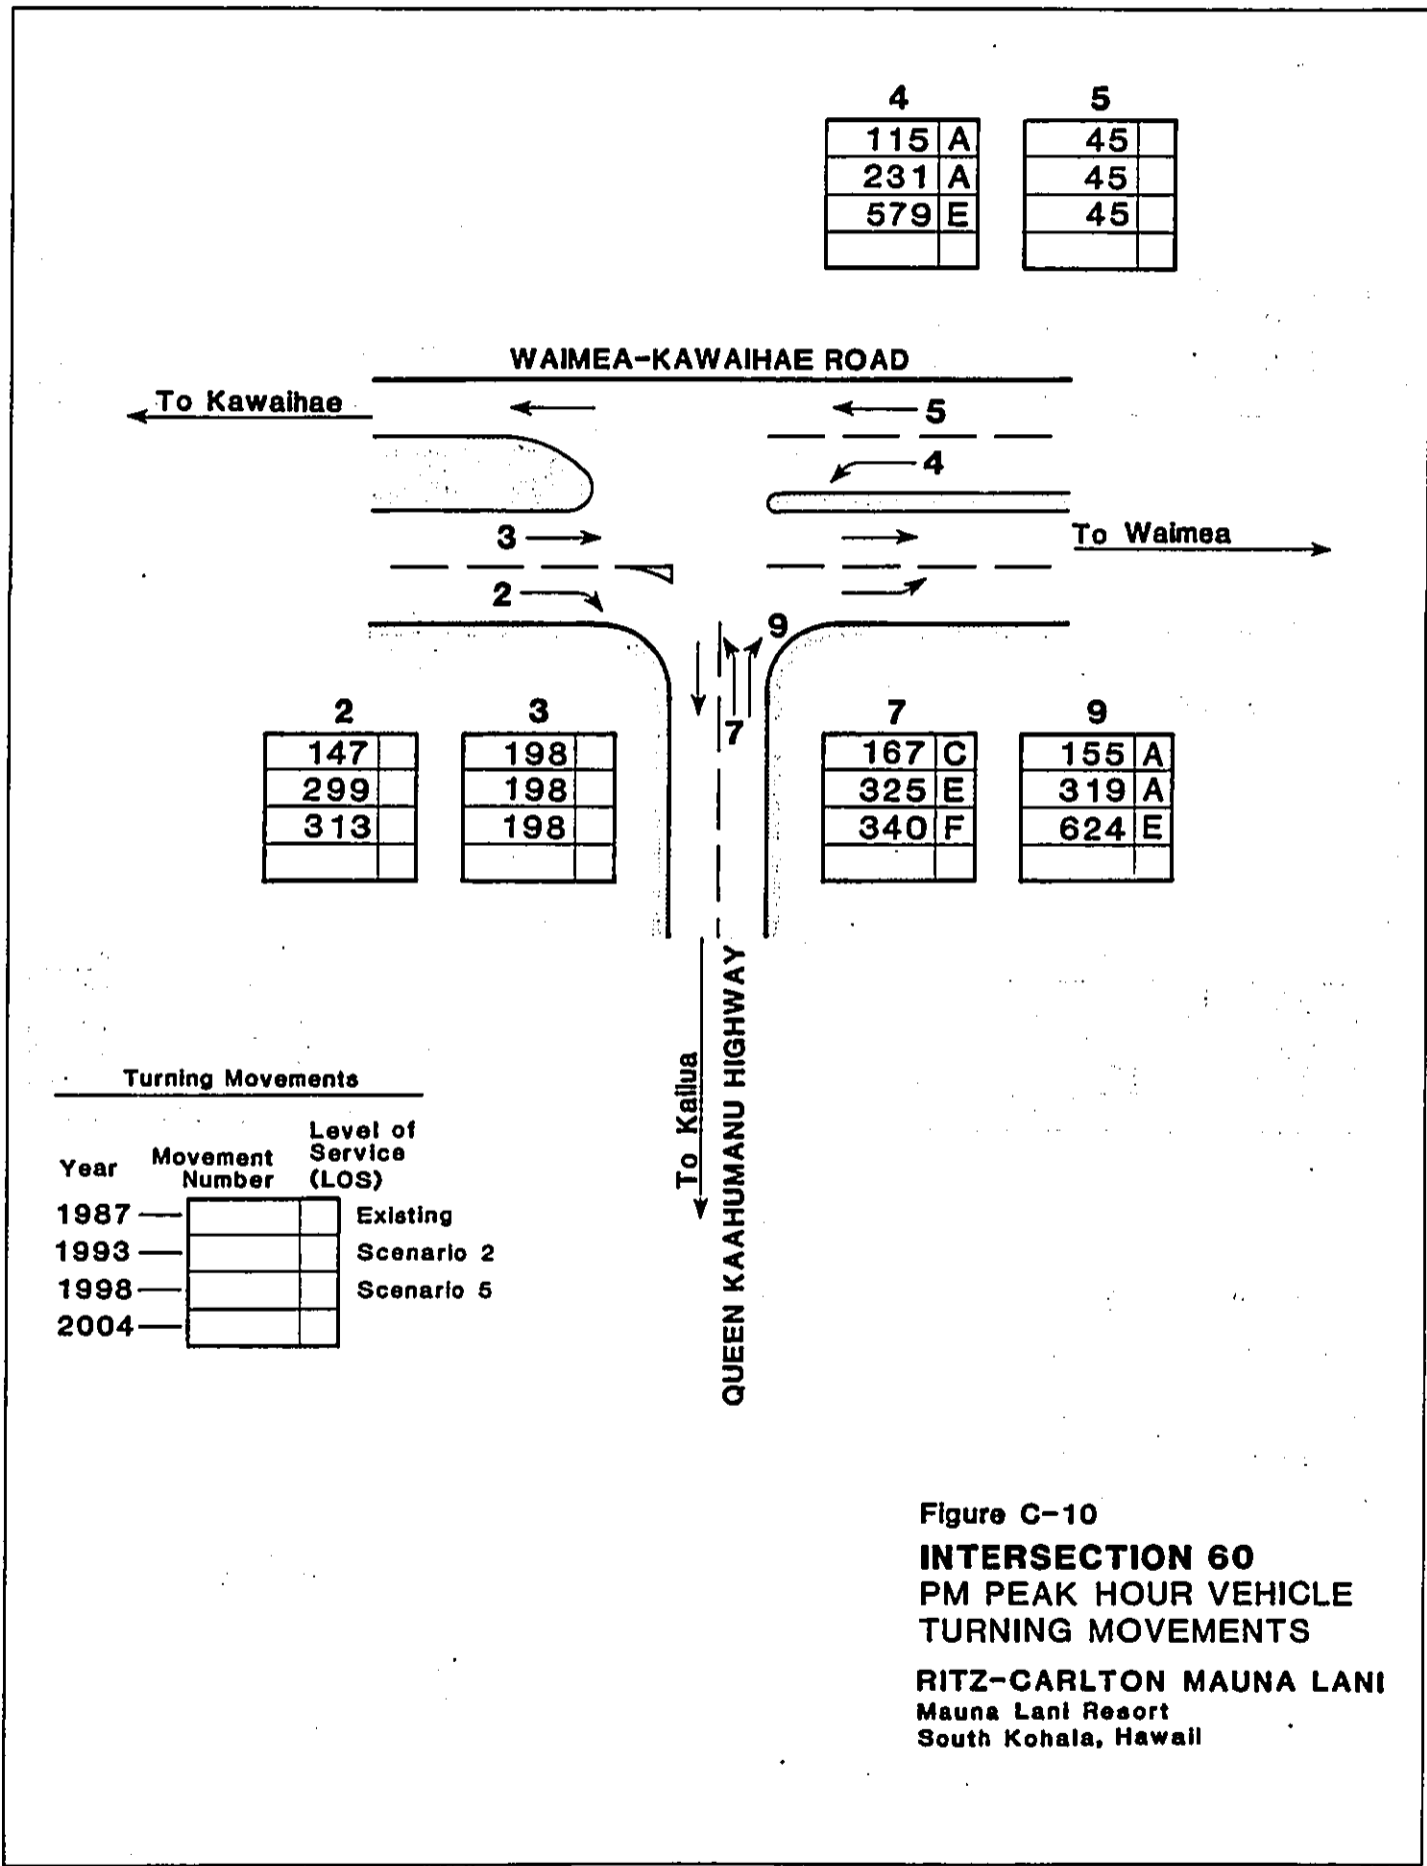 4 5
115 A 45
231 A 45
579 E 45
WAIMEA-KAWAIHAE ROAD
To Kawaihae
5
4
3
To Waimea
2
9
7
2 3 7 9
147 198 167 C 155 A
299 198 325 E 319 A
313 198 340 F 624 E
To Kailua
QUEEN KAAHUMANU HIGHWAY
Turning Movements
Year Movement Number Level of Service (LOS)
1987 Existing
1993 Scenario 2
1998 Scenario 5
2004
Figure C-10
INTERSECTION 60
PM PEAK HOUR VEHICLE
TURNING MOVEMENTS
RITZ-CARLTON MAUNA LANI
Mauna Lani Resort
South Kohala, Hawaii